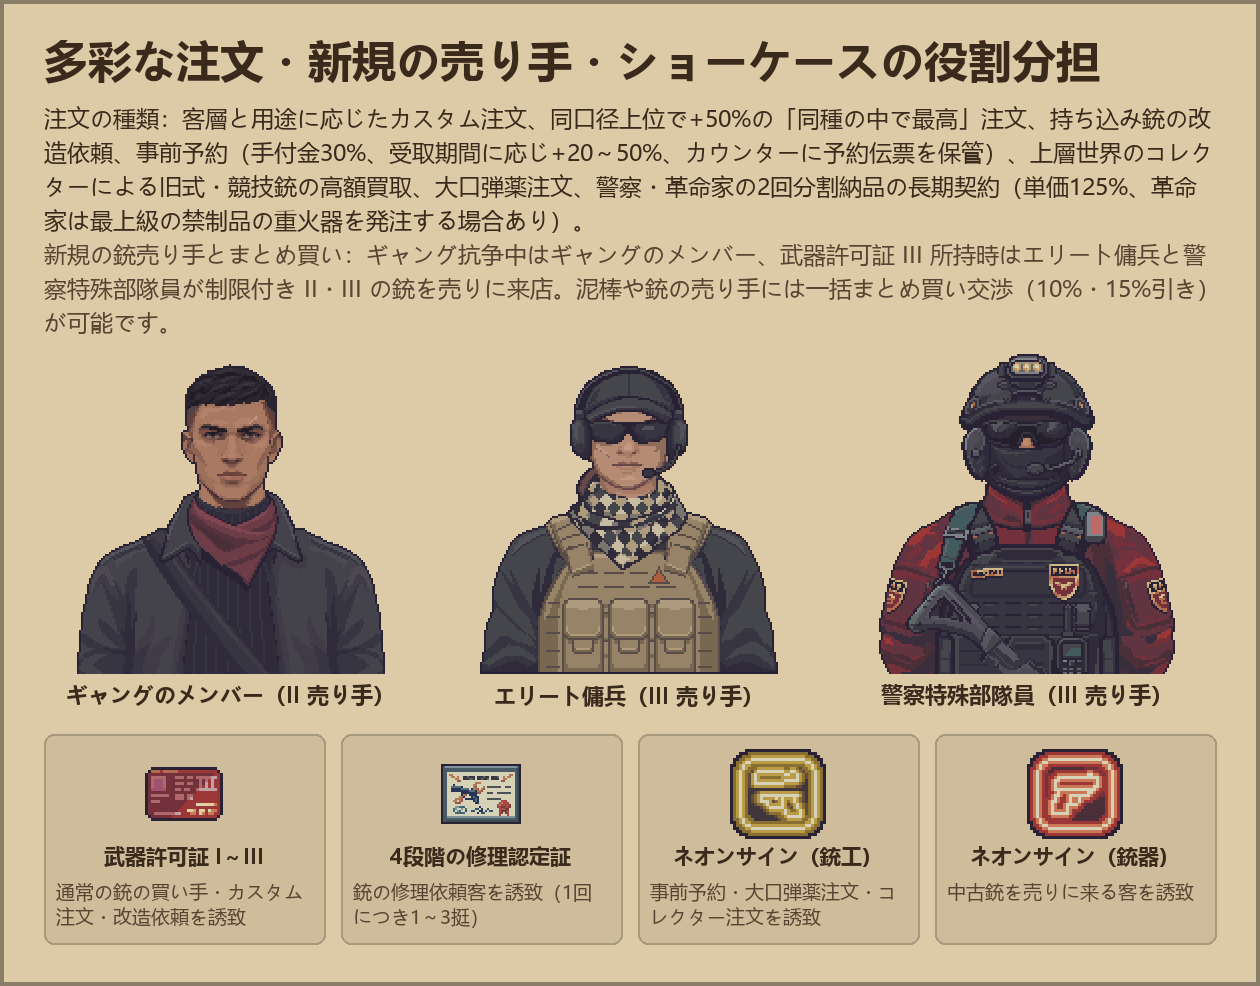 多彩な注文・新規の売り手・ショーケースの役割分担
注文の種類：客層と用途に応じたカスタム注文、同口径上位で+50%の「同種の中で最高」注文、持ち込み銃の改
造依頼、事前予約（手付金30%、受取期間に応じ+20～50%、カウンターに予約伝票を保管）、上層世界のコレク
ターによる旧式・競技銃の高額買取、大口弾薬注文、警察・革命家の2回分割納品の長期契約（単価125%、革命
家は最上級の禁制品の重火器を発注する場合あり）。
新規の銃売り手とまとめ買い：ギャング抗争中はギャングのメンバー、武器許可証 III 所持時はエリート傭兵と警
察特殊部隊員が制限付き II・III の銃を売りに来店。泥棒や銃の売り手には一括まとめ買い交渉（10%・15%引き）
が可能です。
ギャングのメンバー（II 売り手）
エリート傭兵（III 売り手）
警察特殊部隊員（III 売り手）
武器許可証 I～III
通常の銃の買い手・カスタム
注文・改造依頼を誘致
4段階の修理認定証
銃の修理依頼客を誘致（1回
につき1～3挺）
ネオンサイン（銃工）
事前予約・大口弾薬注文・コ
レクター注文を誘致
ネオンサイン（銃器）
中古銃を売りに来る客を誘致